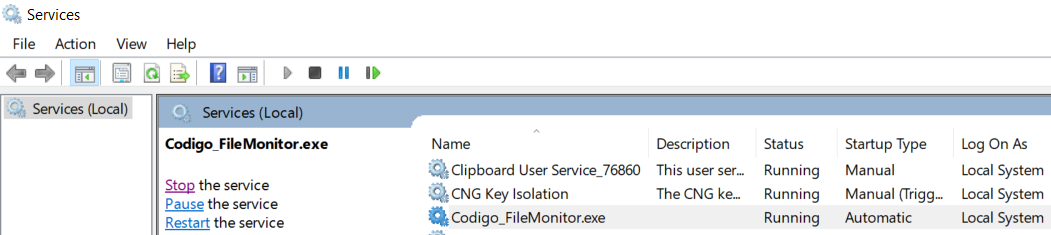 Services
File Action View Help
Services (Local)
Services (Local)
Codigo_FileMonitor.exe
Stop the service
Pause the service
Restart the service
Name Description Status Startup Type Log On As
Clipboard User Service_76860 This user ser... Running Manual Local System
CNG Key Isolation The CNG ke... Running Manual (Trigg... Local System
Codigo_FileMonitor.exe Running Automatic Local System